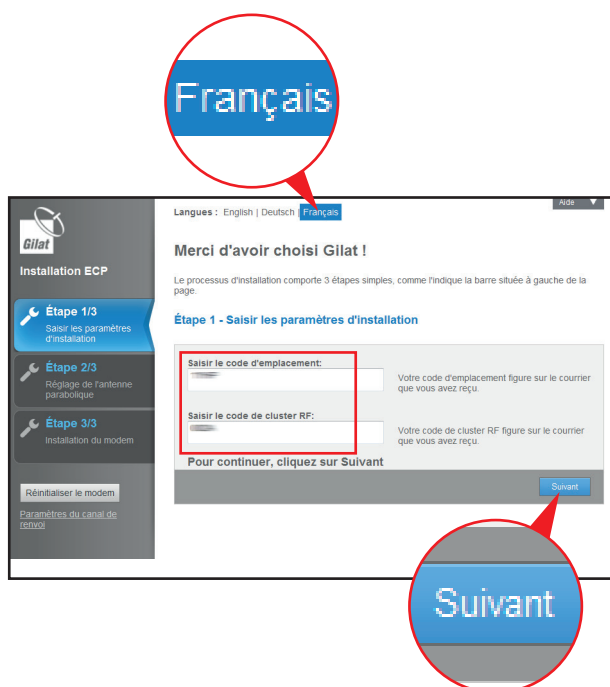 Français
Langues : English | Deutsch | Français
Aide
Gilat
Installation ECP
Merci d'avoir choisi Gilat !
Le processus d'installation comporte 3 étapes simples, comme l'indique la barre située à gauche de la
page.
Étape 1/3
Saisir les paramètres
d'installation
Étape 2/3
Réglage de l'antenne
parabolique
Étape 3/3
Installation du modem
Réinitialiser le modem
Paramètres du canal de
renvoi
Étape 1 - Saisir les paramètres d'installation
Saisir le code d'emplacement:
Votre code d'emplacement figure sur le courrier
que vous avez reçu.
Saisir le code de cluster RF:
Votre code de cluster RF figure sur le courrier
que vous avez reçu.
Pour continuer, cliquez sur Suivant
Suivant
Suivant